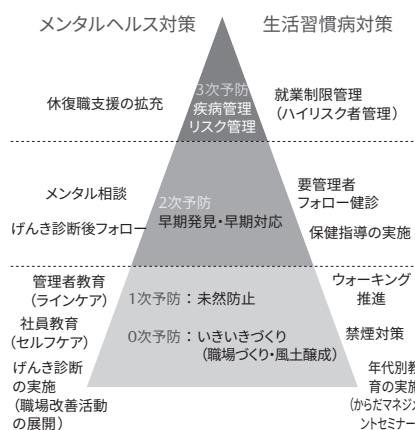 メンタルヘルス対策
生活習慣病対策
3次予防
疾病管理
リスク管理
休復職支援の拡充
就業制限管理
（ハイリスク者管理）
メンタル相談
げんき診断後フォロー
2次予防
早期発見・早期対応
要管理者
フォロー健診
保健指導の実施
管理者教育
（ラインケア）
社員教育
（セルフケア）
げんき診断
の実施
（職場改善活動
の展開）
1次予防：未然防止
0次予防：いきいきづくり
（職場づくり・風土醸成）
ウォーキング
推進
禁煙対策
年代別教
育の実施
（からだマネジメ
ントセミナー